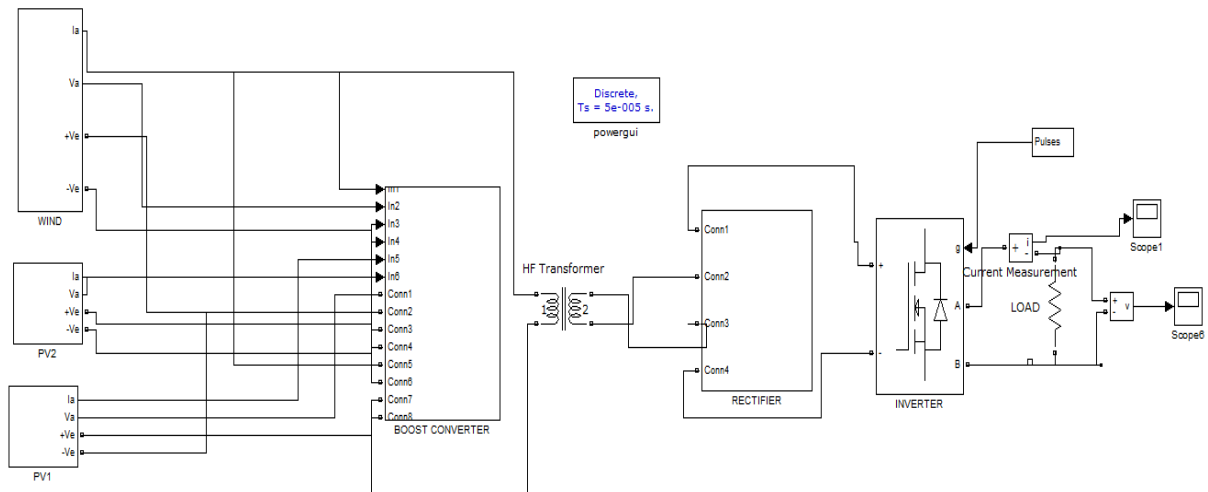 Ia
Va
+Ve
-Ve
WIND
Ia
Va
+Ve
-Ve
PV2
Ia
Va
+Ve
-Ve
PV1
In1
In2
In3
In4
In5
In6
Conn1
Conn2
Conn3
Conn4
Conn5
Conn6
Conn7
Conn8
BOOST CONVERTER
HF Transformer
1
2
Discrete,
Ts = 5e-005 s.
powergui
Conn1
Conn2
Conn3
Conn4
RECTIFIER
+
-
g
A
B
INVERTER
Pulses
+
-
i
Current Measurement
Scope1
LOAD
+
-
v
Scope6